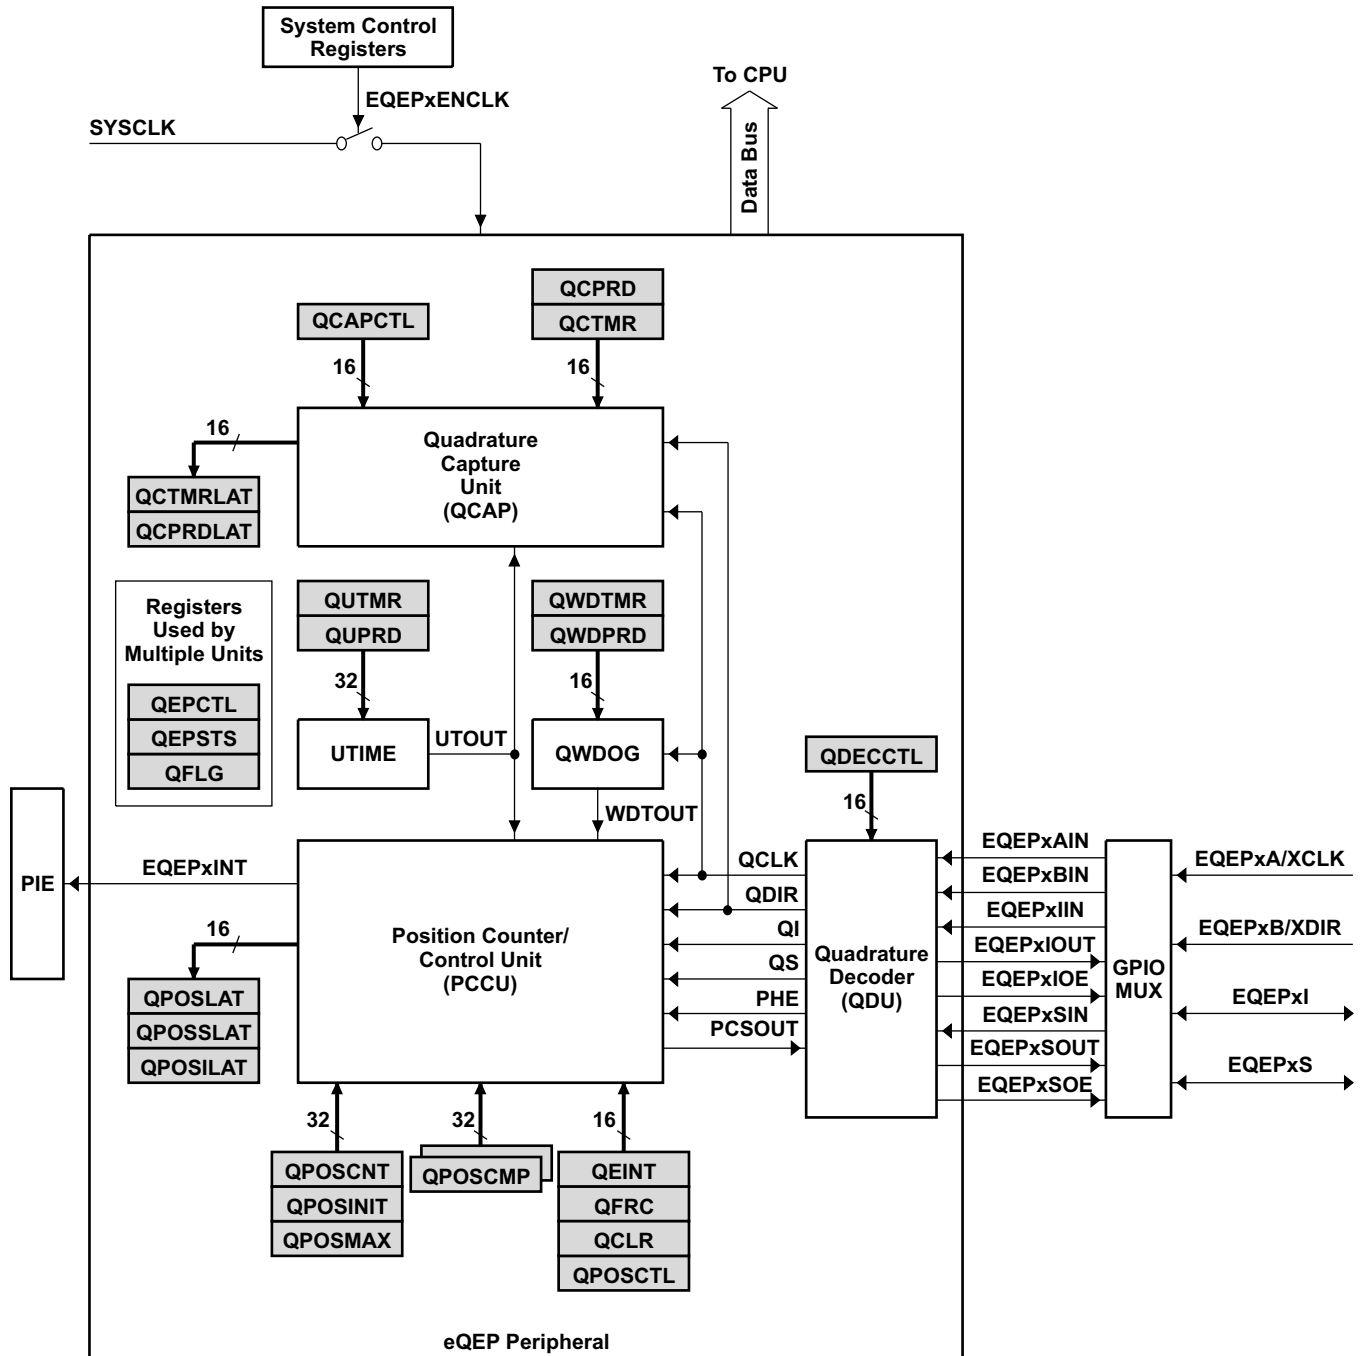 System Control
Registers
To CPU
EQEPxENCLK
SYSCLK
Data Bus
QCPRD
QCTMR
QCAPCTL
16
16
16
Quadrature
Capture
Unit
(QCAP)
QCTMRLAT
QCPRDLAT
Registers
Used by
Multiple Units
QEPCTL
QEPSTS
QFLG
QUTMR
QUPRD
32
UTIME
UTOUT
QWDTMR
QWDPRD
16
QWDOG
WDTOUT
QDECCTL
16
PIE
EQEPxINT
16
QPOSLAT
QPOSSLAT
QPOSILAT
Position Counter/
Control Unit
(PCCU)
QCLK
QDIR
QI
QS
PHE
PCSOUT
Quadrature
Decoder
(QDU)
EQEPxAIN
EQEPxBIN
EQEPxIIN
EQEPxIOUT
EQEPxIOE
EQEPxSIN
EQEPxSOUT
EQEPxSOE
GPIO
MUX
EQEPxA/XCLK
EQEPxB/XDIR
EQEPxI
EQEPxS
32
32
16
QPOSCNT
QPOSINIT
QPOSMAX
QPOSCMP
QEINT
QFRC
QCLR
QPOSCTL
eQEP Peripheral